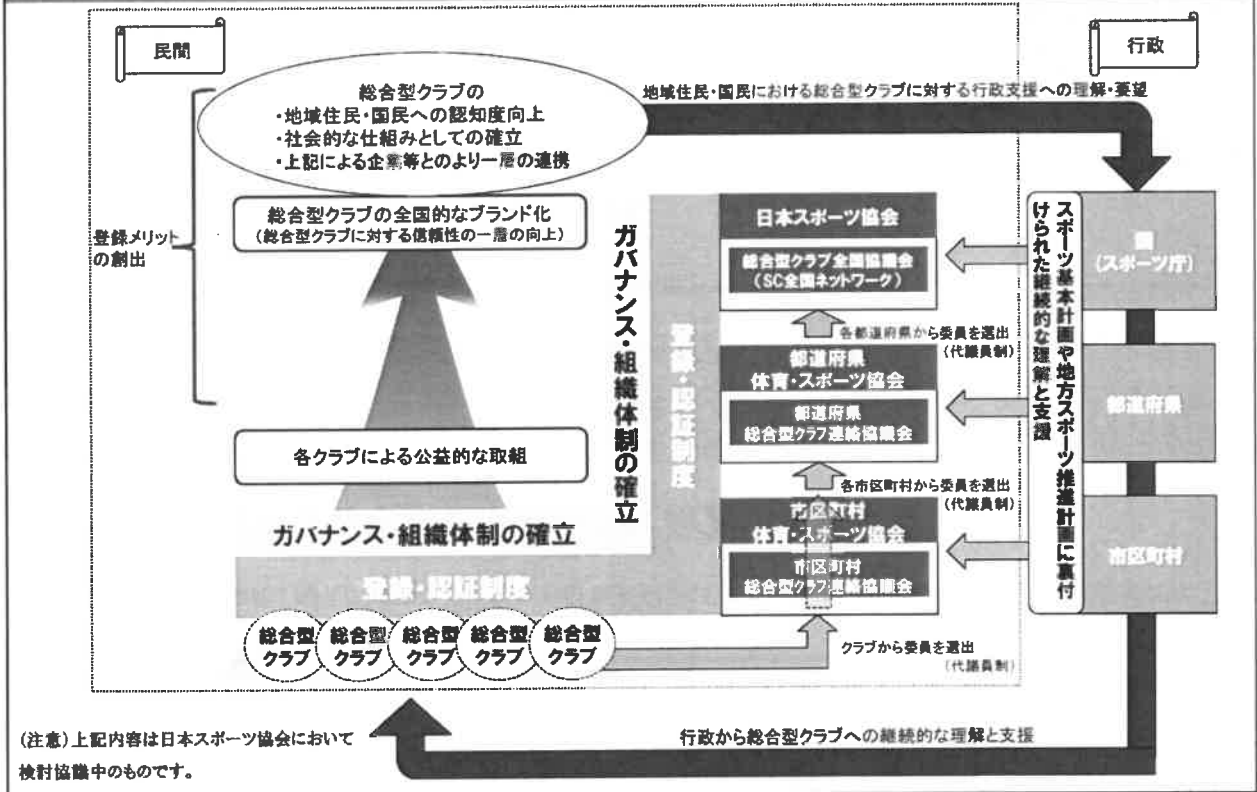 民間
行政
総合型クラブの
・地域住民・国民への認知度向上
・社会的な仕組みとしての確立
・上記による企業等とのより一層の連携
地域住民・国民における総合型クラブに対する行政支援への理解・要望
登録メリット
の創出
総合型クラブの全国的なブランド化
(総合型クラブに対する信頼性の一層の向上)
各クラブによる公益的な取組
ガバナンス・組織体制の確立
ガバナンス・組織体制の確立
登録・認証制度
登録・認証制度
日本スポーツ協会
総合型クラブ全国協議会
(SC全国ネットワーク)
各都道府県から委員を選出
(代議員制)
都道府県
体育・スポーツ協会
都道府県
総合型クラブ連絡協議会
各市区町村から委員を選出
(代議員制)
市区町村
体育・スポーツ協会
市区町村
総合型クラブ連絡協議会
クラブから委員を選出
(代議員制)
スポーツ基本計画や地方スポーツ推進計画に裏付
けられた継続的な理解と支援
国
(スポーツ庁)
都道府県
市区町村
総合型
クラブ
総合型
クラブ
総合型
クラブ
総合型
クラブ
総合型
クラブ
行政から総合型クラブへの継続的な理解と支援
(注意)上記内容は日本スポーツ協会において
検討協議中のものです。